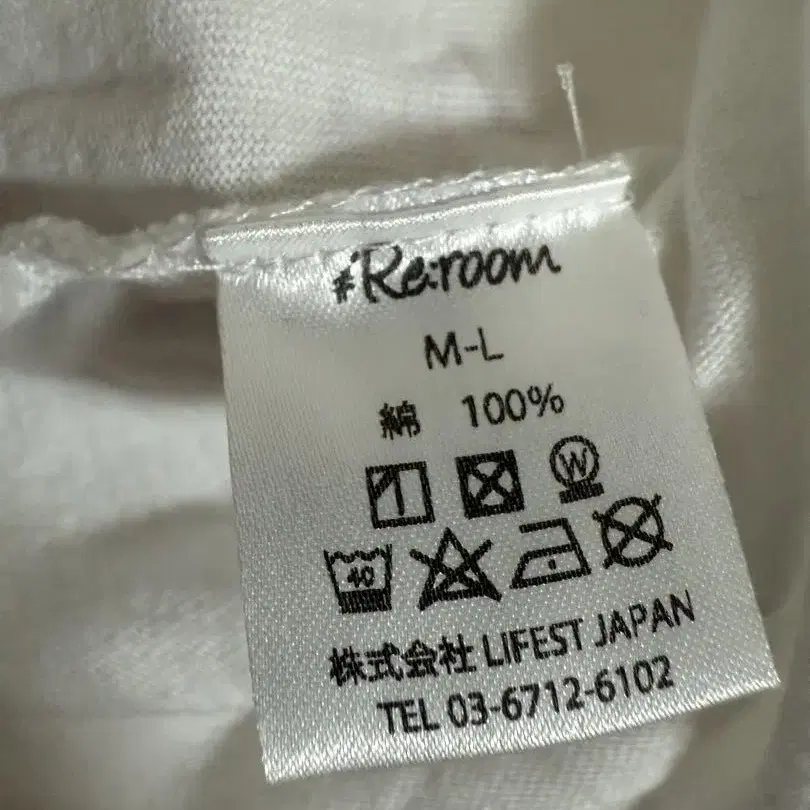 #Re:room
M-L
綿 100%
W
40
株式会社 LIFEST JAPAN
TEL 03-6712-6102